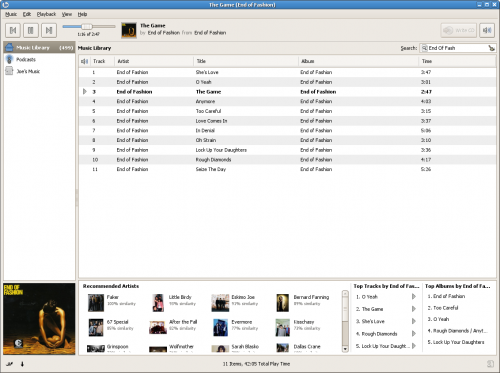 The Game (End of Fashion)
Music Edit Playback View Help
The Game
1:16 of 2:47 by End of Fashion from End of Fashion
Write CD
Music Library (499) Music Library Search: End Of Fash
Podcasts
Joe's Music
Track Artist Title Album Time
1 End of Fashion She's Love End of Fashion 3:47
2 End of Fashion O Yeah End of Fashion 3:01
3 End of Fashion The Game End of Fashion 2:47
4 End of Fashion Anymore End of Fashion 4:03
5 End of Fashion Too Careful End of Fashion 3:15
6 End of Fashion Love Comes In End of Fashion 3:37
7 End of Fashion In Denial End of Fashion 5:06
8 End of Fashion Oh Strain End of Fashion 3:10
9 End of Fashion Lock Up Your Daughters End of Fashion 3:36
10 End of Fashion Rough Diamonds End of Fashion 4:17
11 End of Fashion Seize The Day End of Fashion 5:26
END OF
FASHION
Recommended Artists Top Tracks by End of Fa... Top Albums by End of Fa...
Faker Little Birdy Eskimo Joe Bernard Fanning
100% similarity 96% similarity 91% similarity 89% similarity
67 Special After the Fall Evermore Kisschasy
85% similarity 82% similarity 77% similarity 77% similarity
Grinspoon Wolfmother Sarah Blasko Dallas Crane
1. O Yeah
2. The Game
3. She's Love
4. Rough Diamonds
5. Lock Your Daughter...
1. End of Fashion
2. Too Careful
3. O Yeah
4. Rough Diamonds / Anyt...
5. Lock Up Your Daughters
11 Items, 42:05 Total Play Time